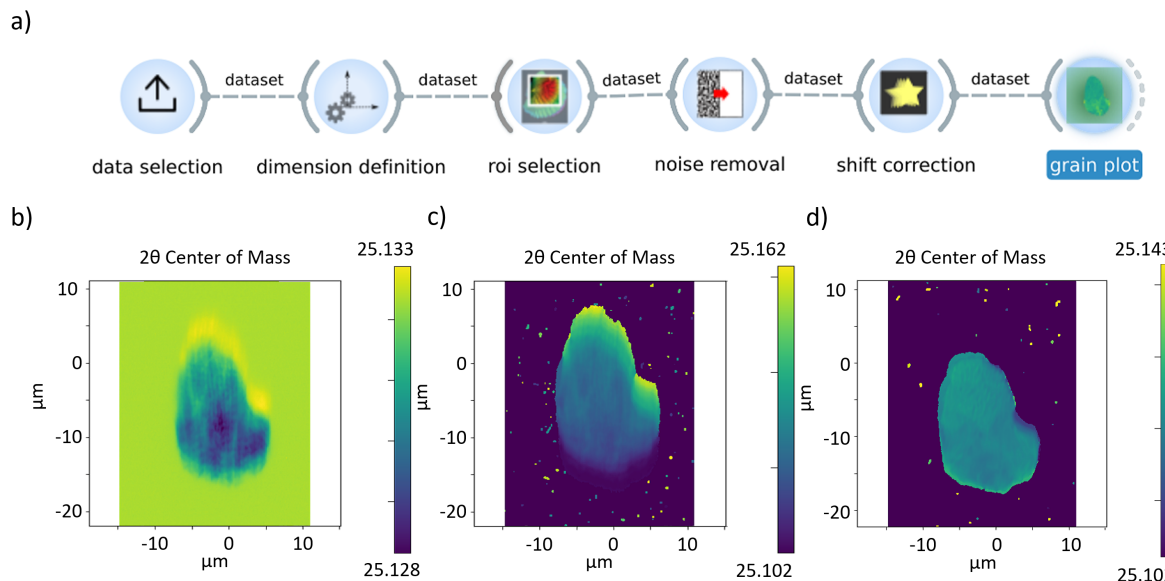 a)
dataset dataset dataset dataset dataset
data selection dimension definition roi selection noise removal shift correction grain plot
b) c) d)
25.133 25.162 25.143
2θ Center of Mass 2θ Center of Mass 2θ Center of Mass
10 10 10
0 0 0
μm μm μm
-10 -10 -10
-20 -20 -20
-10 0 10 -10 0 10 -10 0 10
μm μm μm
25.128 25.102